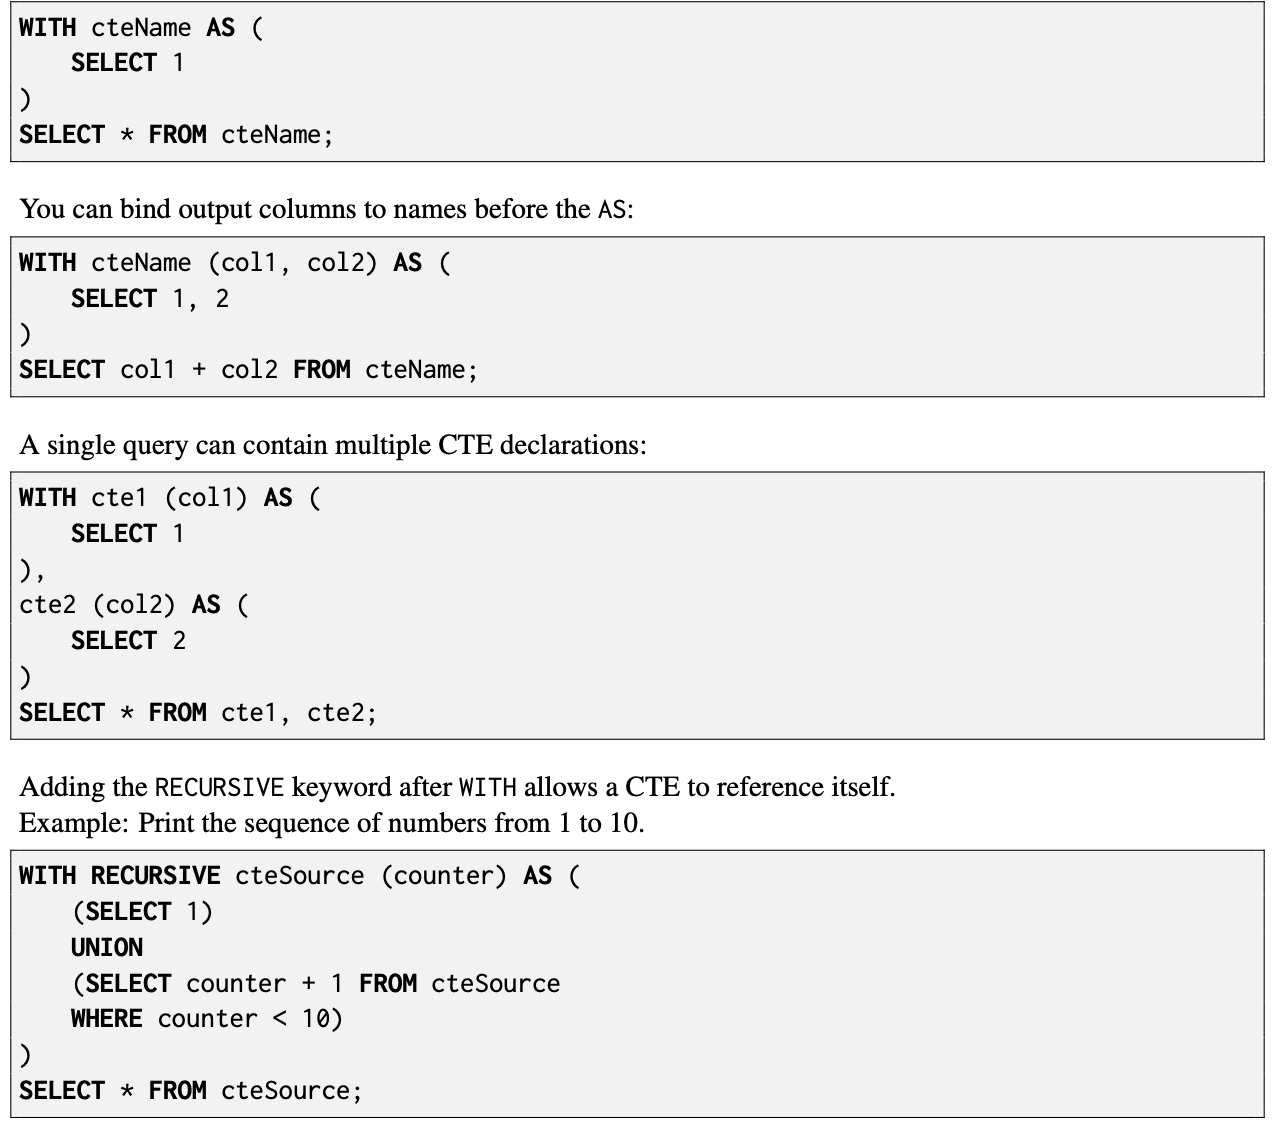 WITH cteName AS (
    SELECT 1
)
SELECT * FROM cteName;
You can bind output columns to names before the AS:
WITH cteName (col1, col2) AS (
    SELECT 1, 2
)
SELECT col1 + col2 FROM cteName;
A single query can contain multiple CTE declarations:
WITH cte1 (col1) AS (
    SELECT 1
),
cte2 (col2) AS (
    SELECT 2
)
SELECT * FROM cte1, cte2;
Adding the RECURSIVE keyword after WITH allows a CTE to reference itself.
Example: Print the sequence of numbers from 1 to 10.
WITH RECURSIVE cteSource (counter) AS (
    (SELECT 1)
    UNION
    (SELECT counter + 1 FROM cteSource
    WHERE counter < 10)
)
SELECT * FROM cteSource;